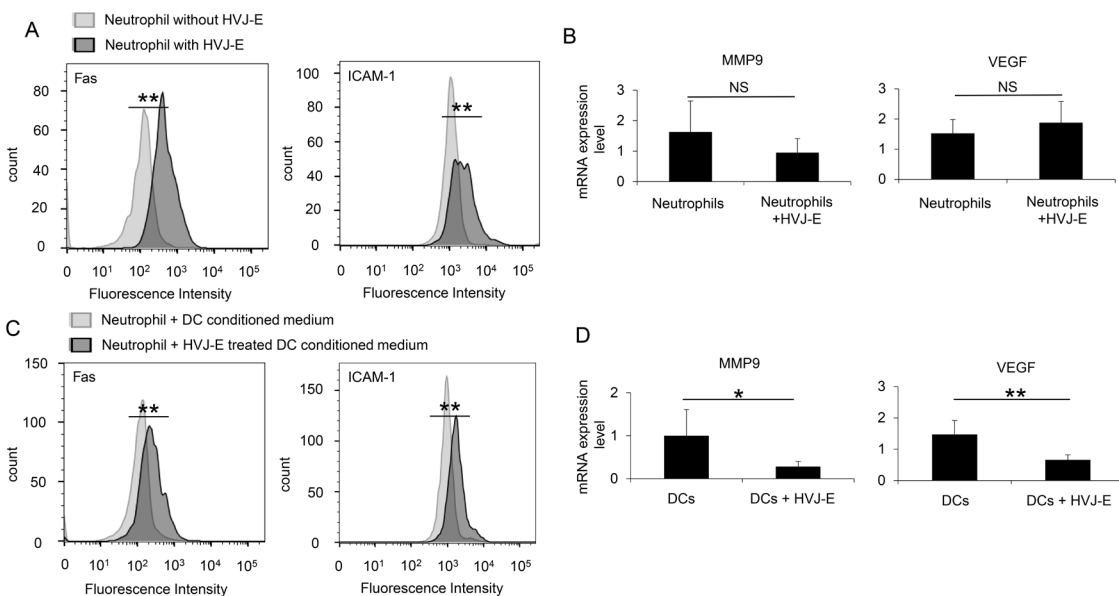 A
Neutrophil without HVJ-E
Neutrophil with HVJ-E
Fas
**
80
60
40
20
0
count
0 10¹ 10² 10³ 10⁴ 10⁵
Fluorescence Intensity
ICAM-1
**
100
80
60
40
20
0
count
0 10¹ 10² 10³ 10⁴ 10⁵
Fluorescence Intensity
B
MMP9
NS
3
2
1
0
mRNA expression
level
Neutrophils Neutrophils
+HVJ-E
VEGF
NS
3
2
1
0
Neutrophils Neutrophils
+HVJ-E
C
Neutrophil + DC conditioned medium
Neutrophil + HVJ-E treated DC conditioned medium
Fas
**
150
100
50
0
count
0 10¹ 10² 10³ 10⁴ 10⁵
Fluorescence Intensity
ICAM-1
**
150
100
50
0
count
0 10¹ 10² 10³ 10⁴ 10⁵
Fluorescence Intensity
D
MMP9
*
2
1
0
mRNA expression
level
DCs DCs + HVJ-E
VEGF
**
3
2
1
0
DCs DCs + HVJ-E